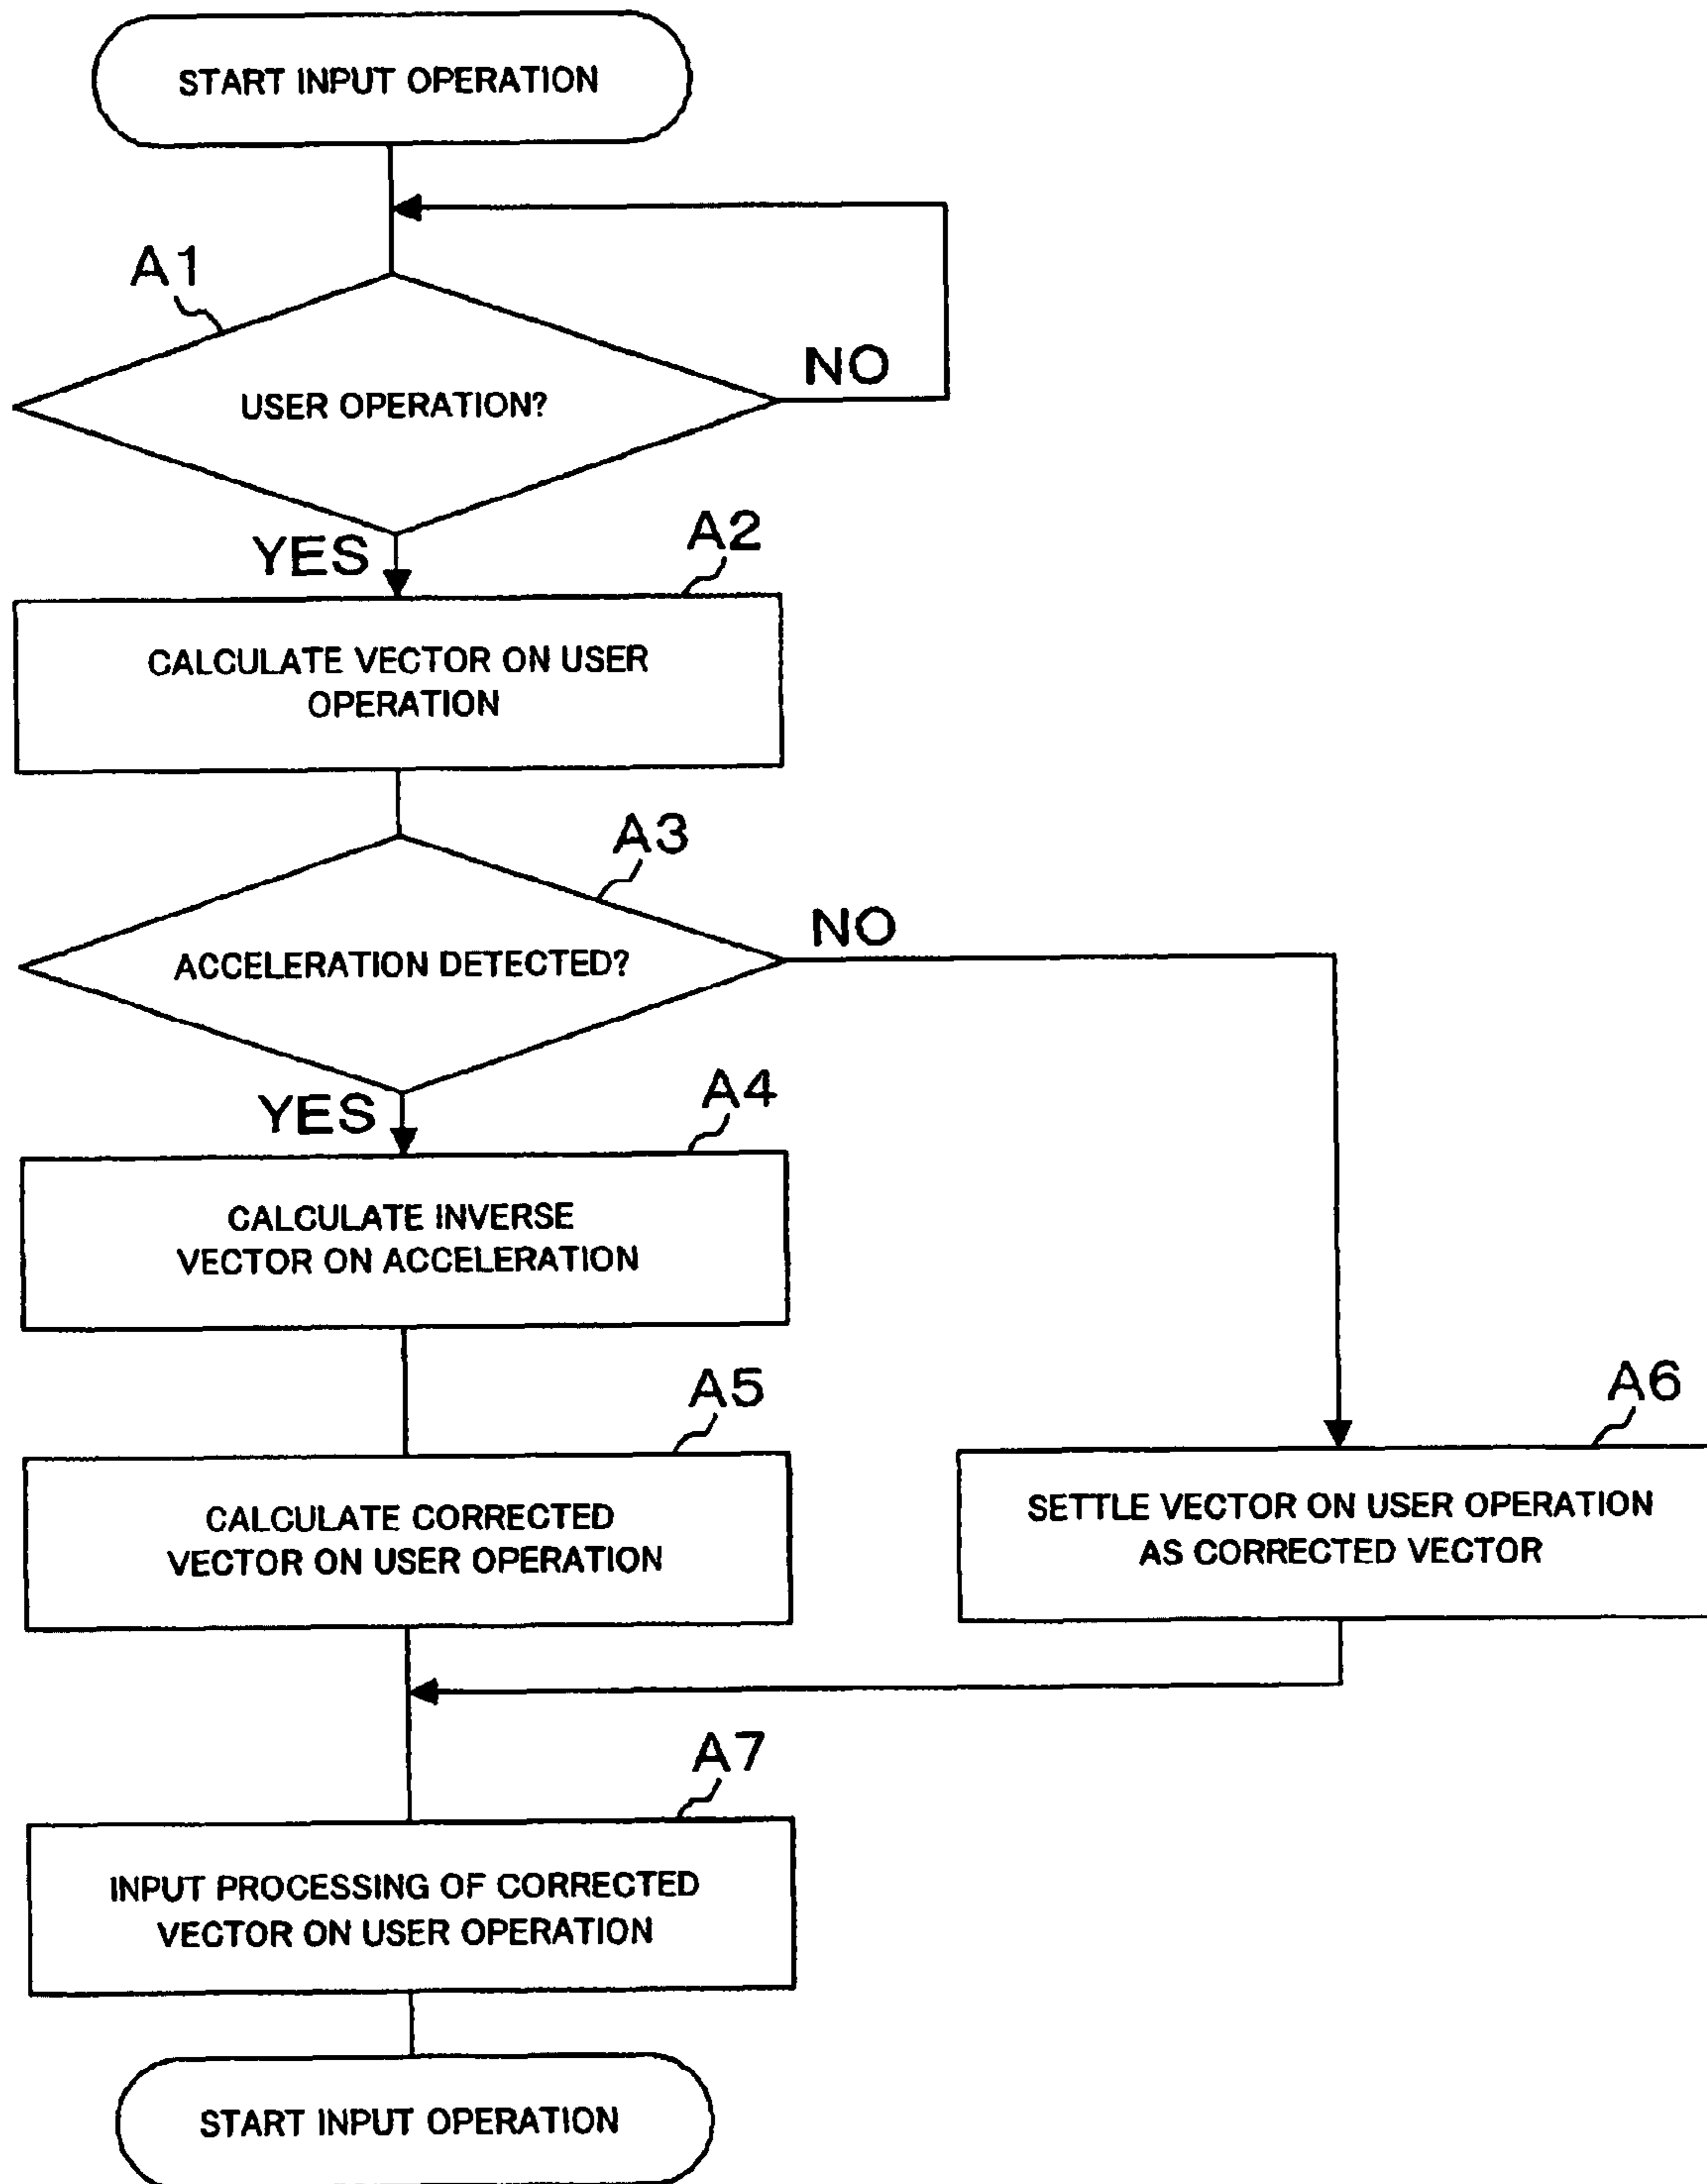 START INPUT OPERATION
A1
USER OPERATION?
NO
YES
A2
CALCULATE VECTOR ON USER
OPERATION
A3
ACCELERATION DETECTED?
NO
YES
A4
CALCULATE INVERSE
VECTOR ON ACCELERATION
A5
CALCULATE CORRECTED
VECTOR ON USER OPERATION
A6
SETTLE VECTOR ON USER OPERATION
AS CORRECTED VECTOR
A7
INPUT PROCESSING OF CORRECTED
VECTOR ON USER OPERATION
START INPUT OPERATION